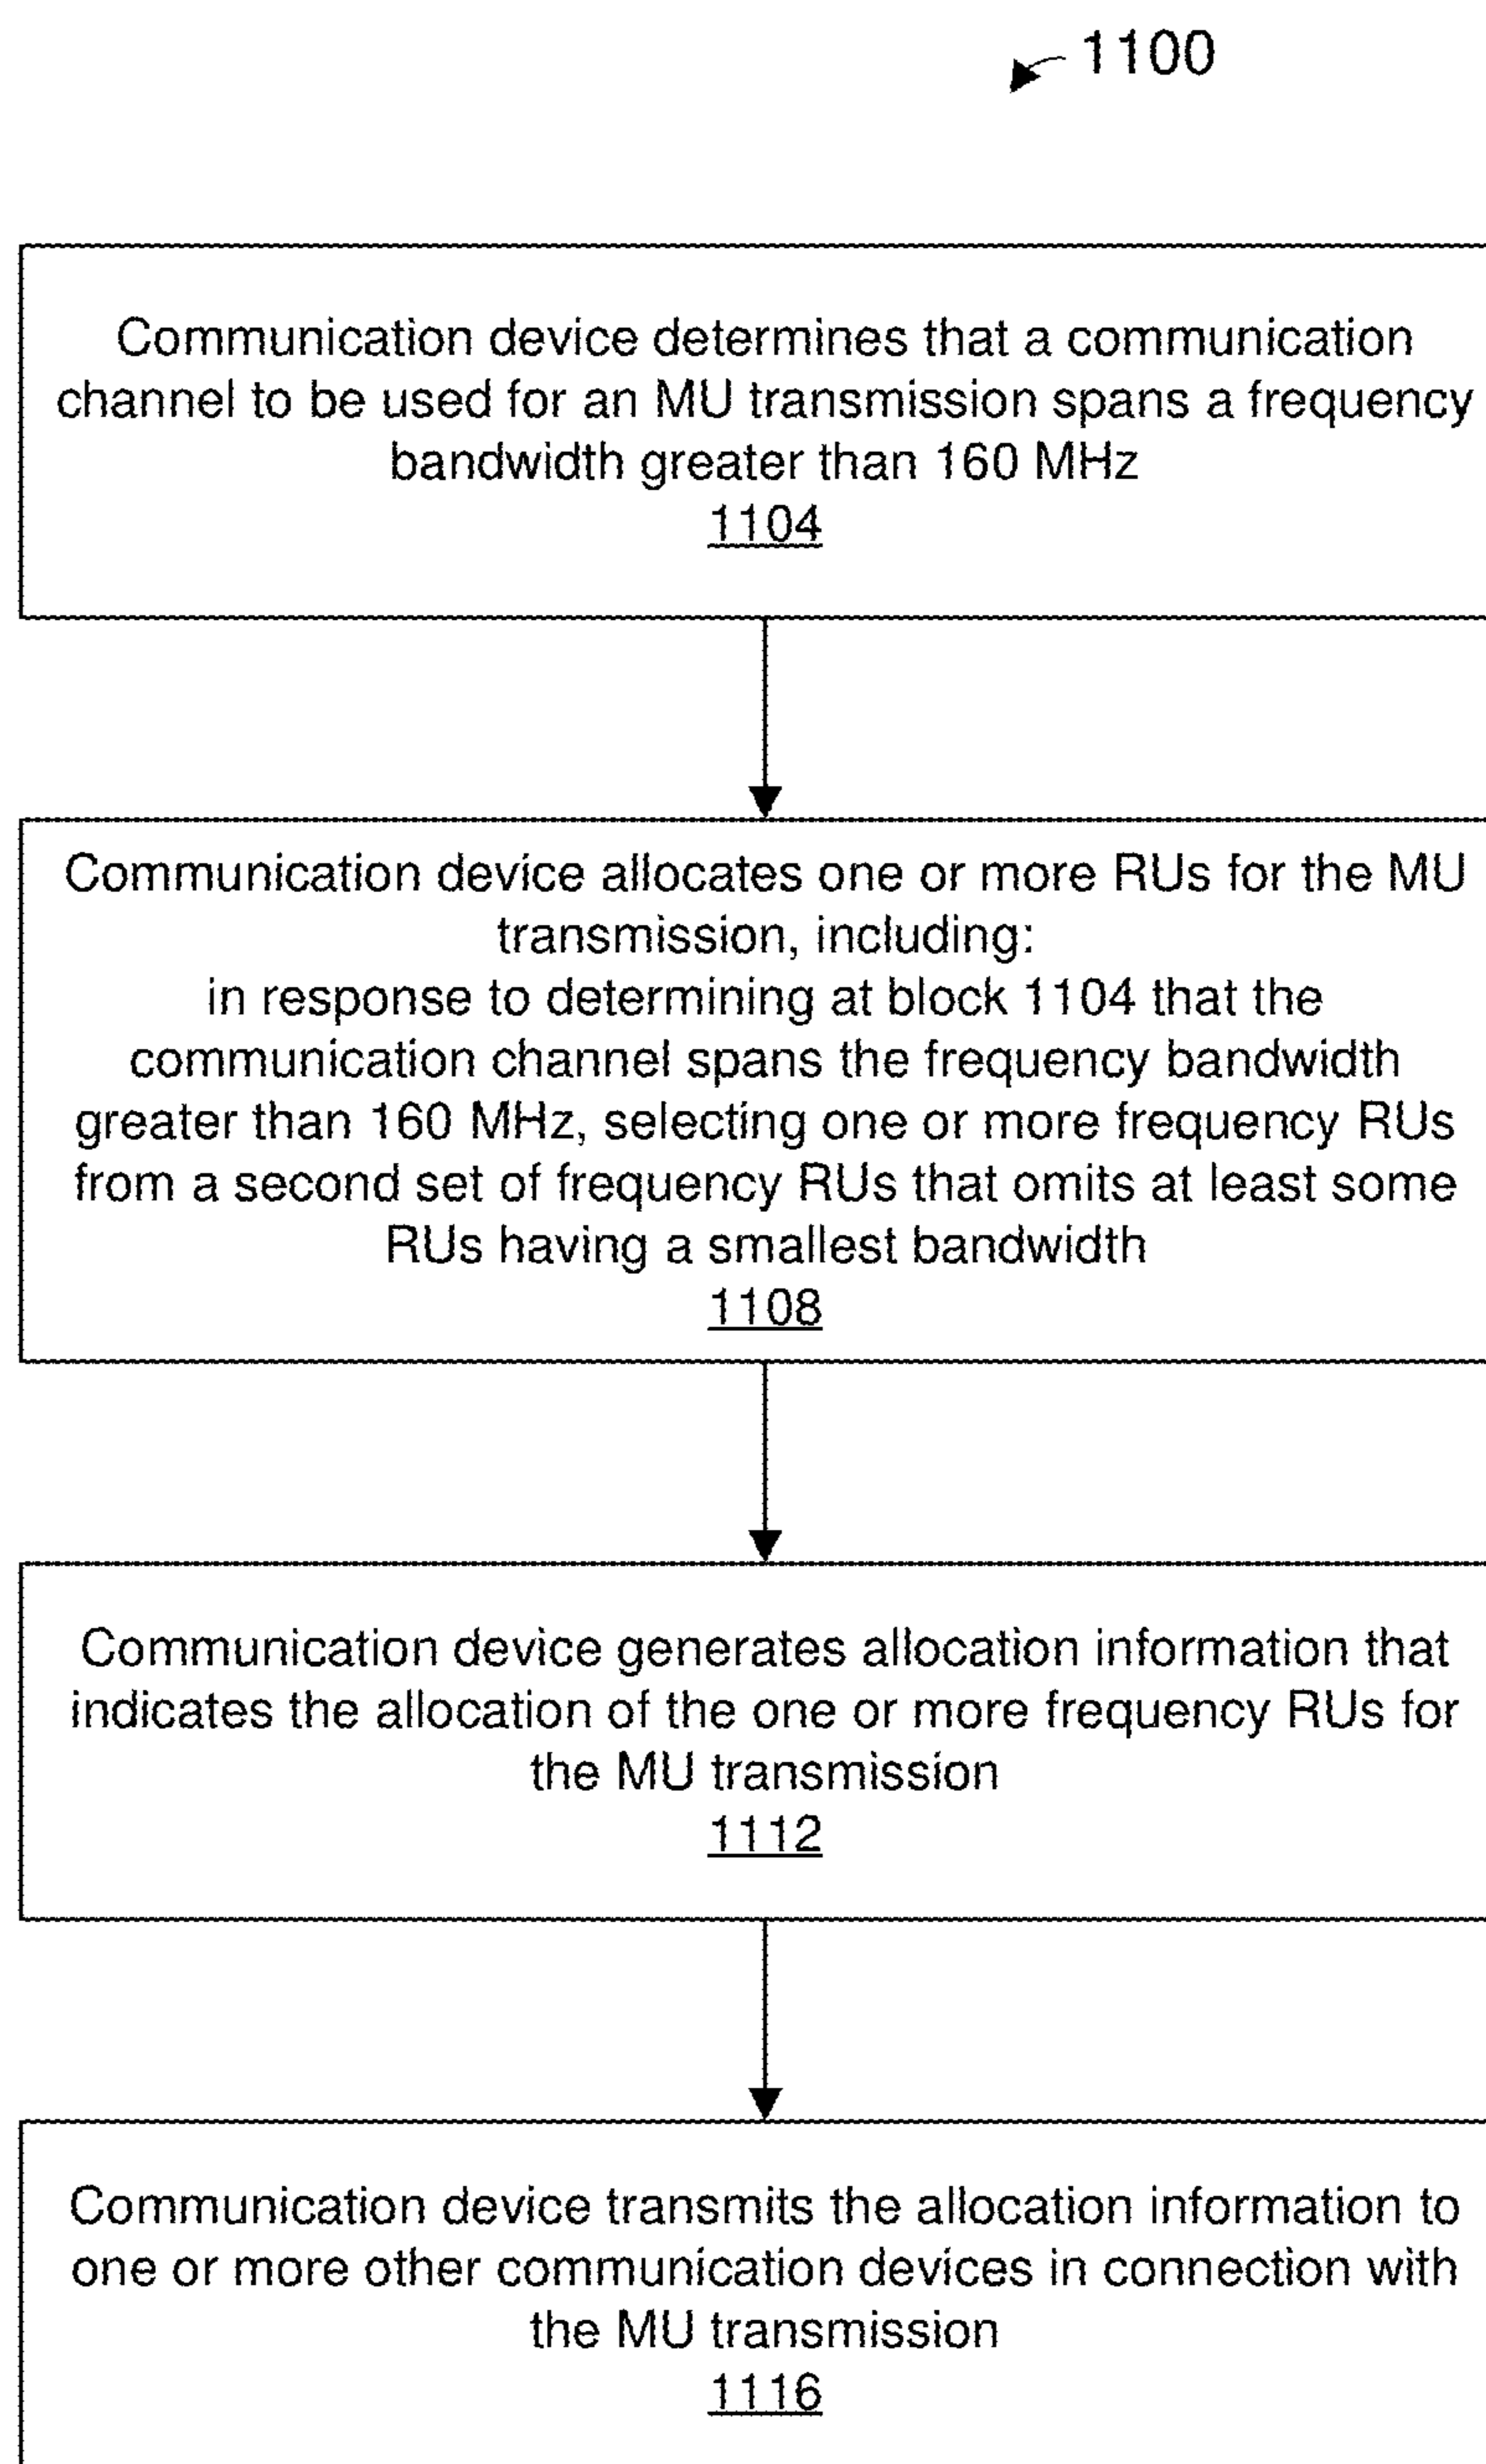 1100
Communication device determines that a communication
channel to be used for an MU transmission spans a frequency
bandwidth greater than 160 MHz
1104
Communication device allocates one or more RUs for the MU
transmission, including:
in response to determining at block 1104 that the
communication channel spans the frequency bandwidth
greater than 160 MHz, selecting one or more frequency RUs
from a second set of frequency RUs that omits at least some
RUs having a smallest bandwidth
1108
Communication device generates allocation information that
indicates the allocation of the one or more frequency RUs for
the MU transmission
1112
Communication device transmits the allocation information to
one or more other communication devices in connection with
the MU transmission
1116